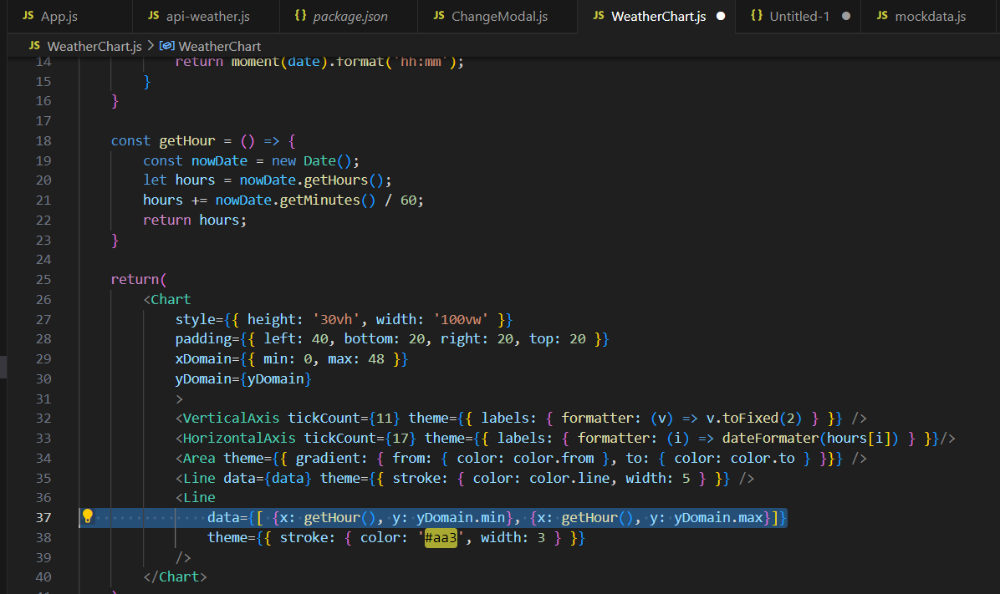 JS App.js JS api-weather.js {} package.json JS ChangeModal.js JS WeatherChart.js {} Untitled-1 JS mockdata.js
JS WeatherChart.js > WeatherChart
14 return moment(date).format('hh:mm');
15 }
16 }
17
18 const getHour = () => {
19 const nowDate = new Date();
20 let hours = nowDate.getHours();
21 hours += nowDate.getMinutes() / 60;
22 return hours;
23 }
24
25 return(
26 <Chart
27 style={{ height: '30vh', width: '100vw' }}
28 padding={{ left: 40, bottom: 20, right: 20, top: 20 }}
29 xDomain={{ min: 0, max: 48 }}
30 yDomain={yDomain}
31 >
32 <VerticalAxis tickCount={11} theme={{ labels: { formatter: (v) => v.toFixed(2) } }} />
33 <HorizontalAxis tickCount={17} theme={{ labels: { formatter: (i) => dateFormater(hours[i]) } }}/>
34 <Area theme={{ gradient: { from: { color: color.from }, to: { color: color.to } }}} />
35 <Line data={data} theme={{ stroke: { color: color.line, width: 5 } }} />
36 <Line
37 data={[ {x: getHour(), y: yDomain.min}, {x: getHour(), y: yDomain.max}]}
38 theme={{ stroke: { color: '#aa3', width: 3 } }}
39 />
40 </Chart>